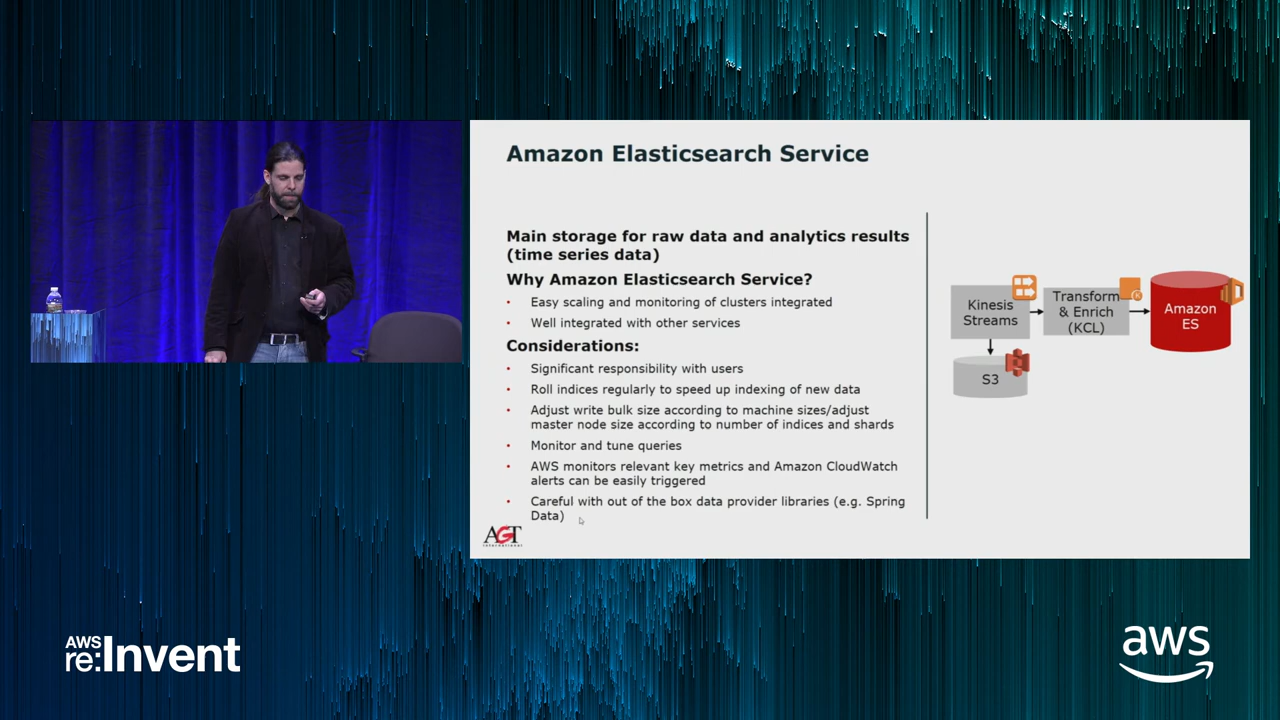 Amazon Elasticsearch Service
Main storage for raw data and analytics results
(time series data)
Why Amazon Elasticsearch Service?
• Easy scaling and monitoring of clusters integrated
• Well integrated with other services
Considerations:
• Significant responsibility with users
• Roll indices regularly to speed up indexing of new data
• Adjust write bulk size according to machine sizes/adjust
master node size according to number of indices and shards
• Monitor and tune queries
• AWS monitors relevant key metrics and Amazon CloudWatch
alerts can be easily triggered
• Careful with out of the box data provider libraries (e.g. Spring
Data)
AGT
international
Kinesis
Streams
Transform
& Enrich
(KCL)
Amazon
ES
S3
AWS
re:Invent
aws